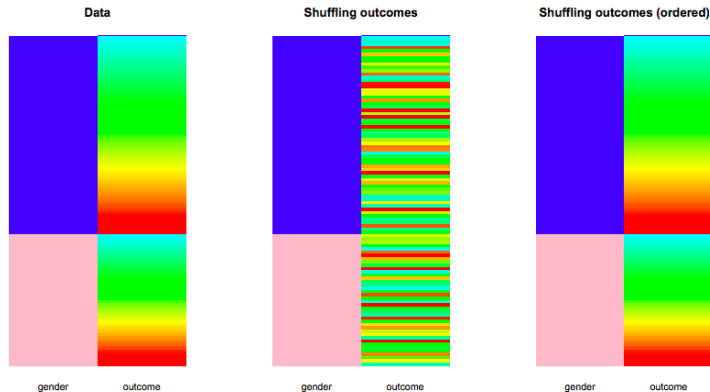 Data
Shuffling outcomes
Shuffling outcomes (ordered)
gender outcome
gender outcome
gender outcome